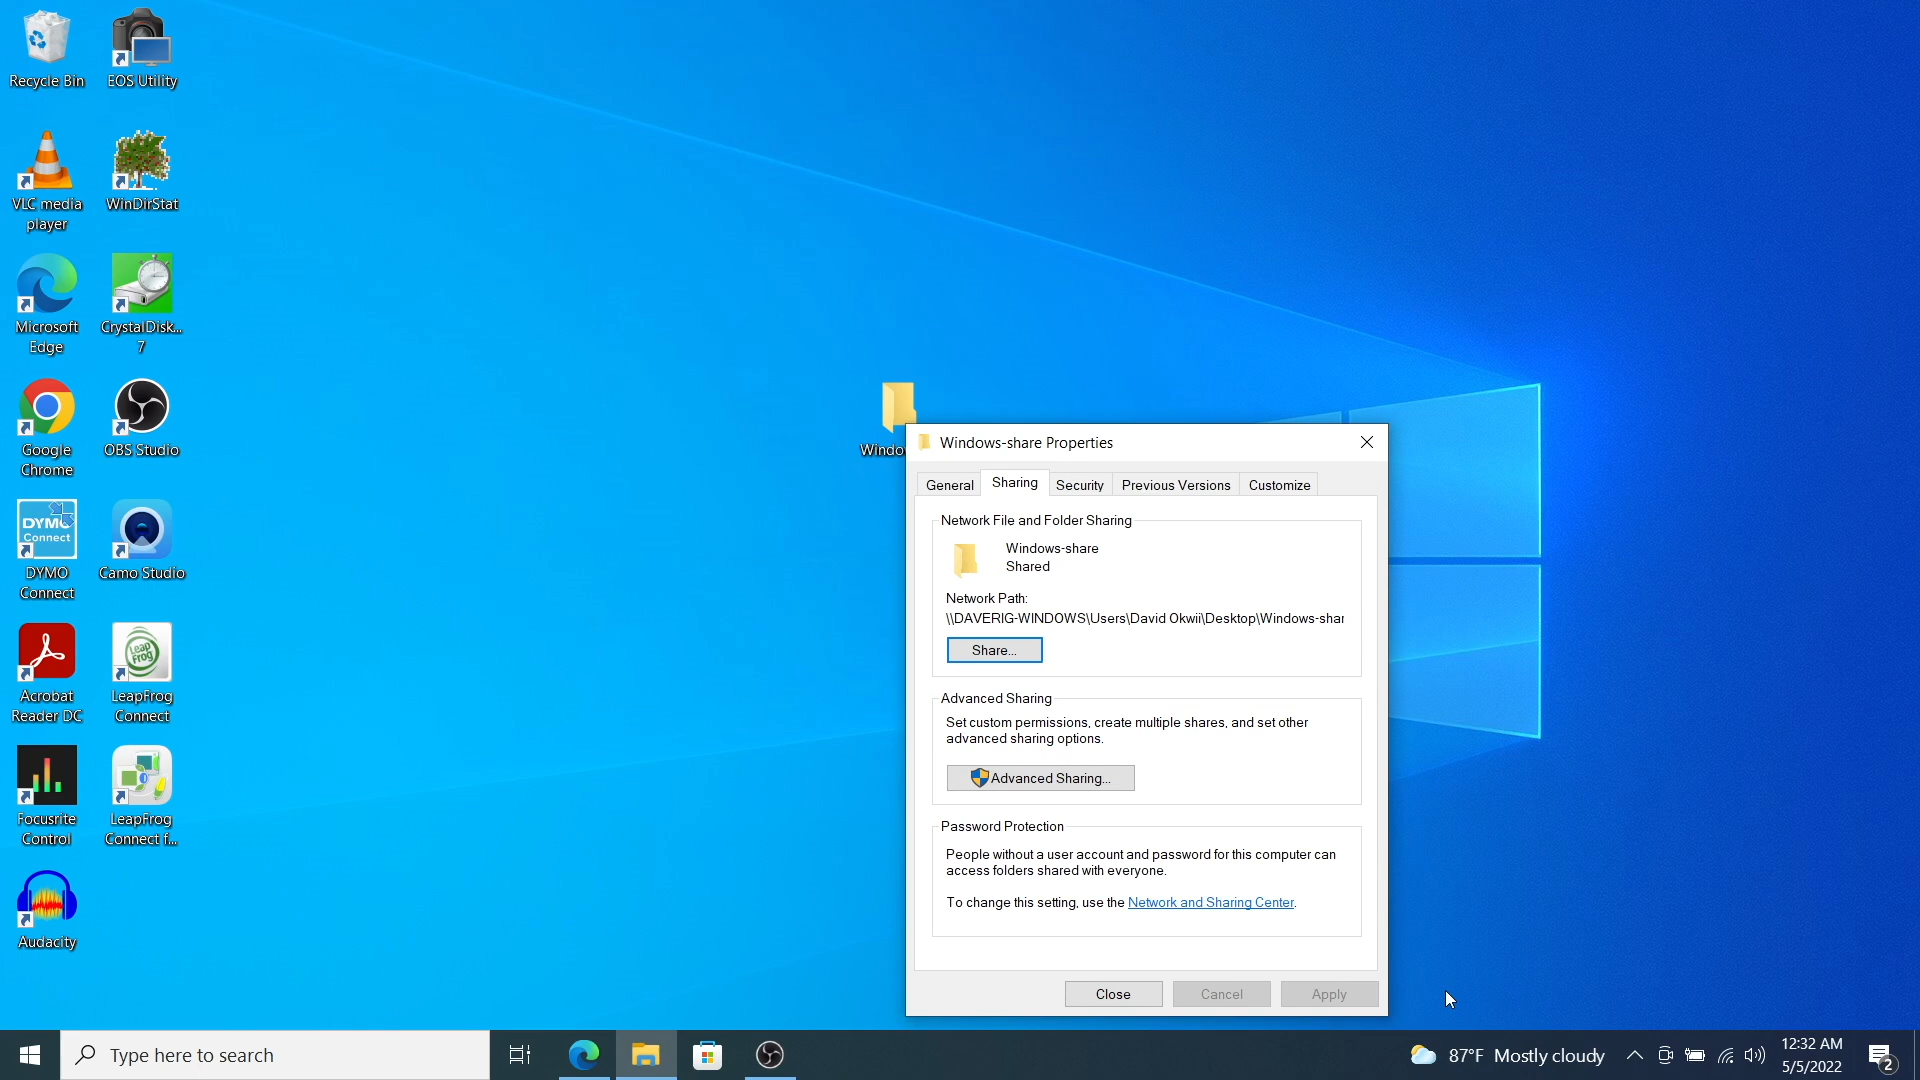 Recycle Bin
EOS Utility
VLC media
player
WinDirStat
Microsoft
Edge
CrystalDisk...
7
Google
Chrome
OBS Studio
DYMO
Connect
DYMO
Connect
Camo Studio
Acrobat
Reader DC
Leap
Frog
LeapFrog
Connect
Focusrite
Control
LeapFrog
Connect f...
Audacity
Windo
Windows-share Properties
General
Sharing
Security
Previous Versions
Customize
Network File and Folder Sharing
Windows-share
Shared
Network Path:
\\DAVERIG-WINDOWS\Users\David Okwii\Desktop\Windows-shar
Share...
Advanced Sharing
Set custom permissions, create multiple shares, and set other
advanced sharing options.
Advanced Sharing...
Password Protection
People without a user account and password for this computer can
access folders shared with everyone.
To change this setting, use the Network and Sharing Center.
Close
Cancel
Apply
Type here to search
87°F Mostly cloudy
12:32 AM
5/5/2022
2